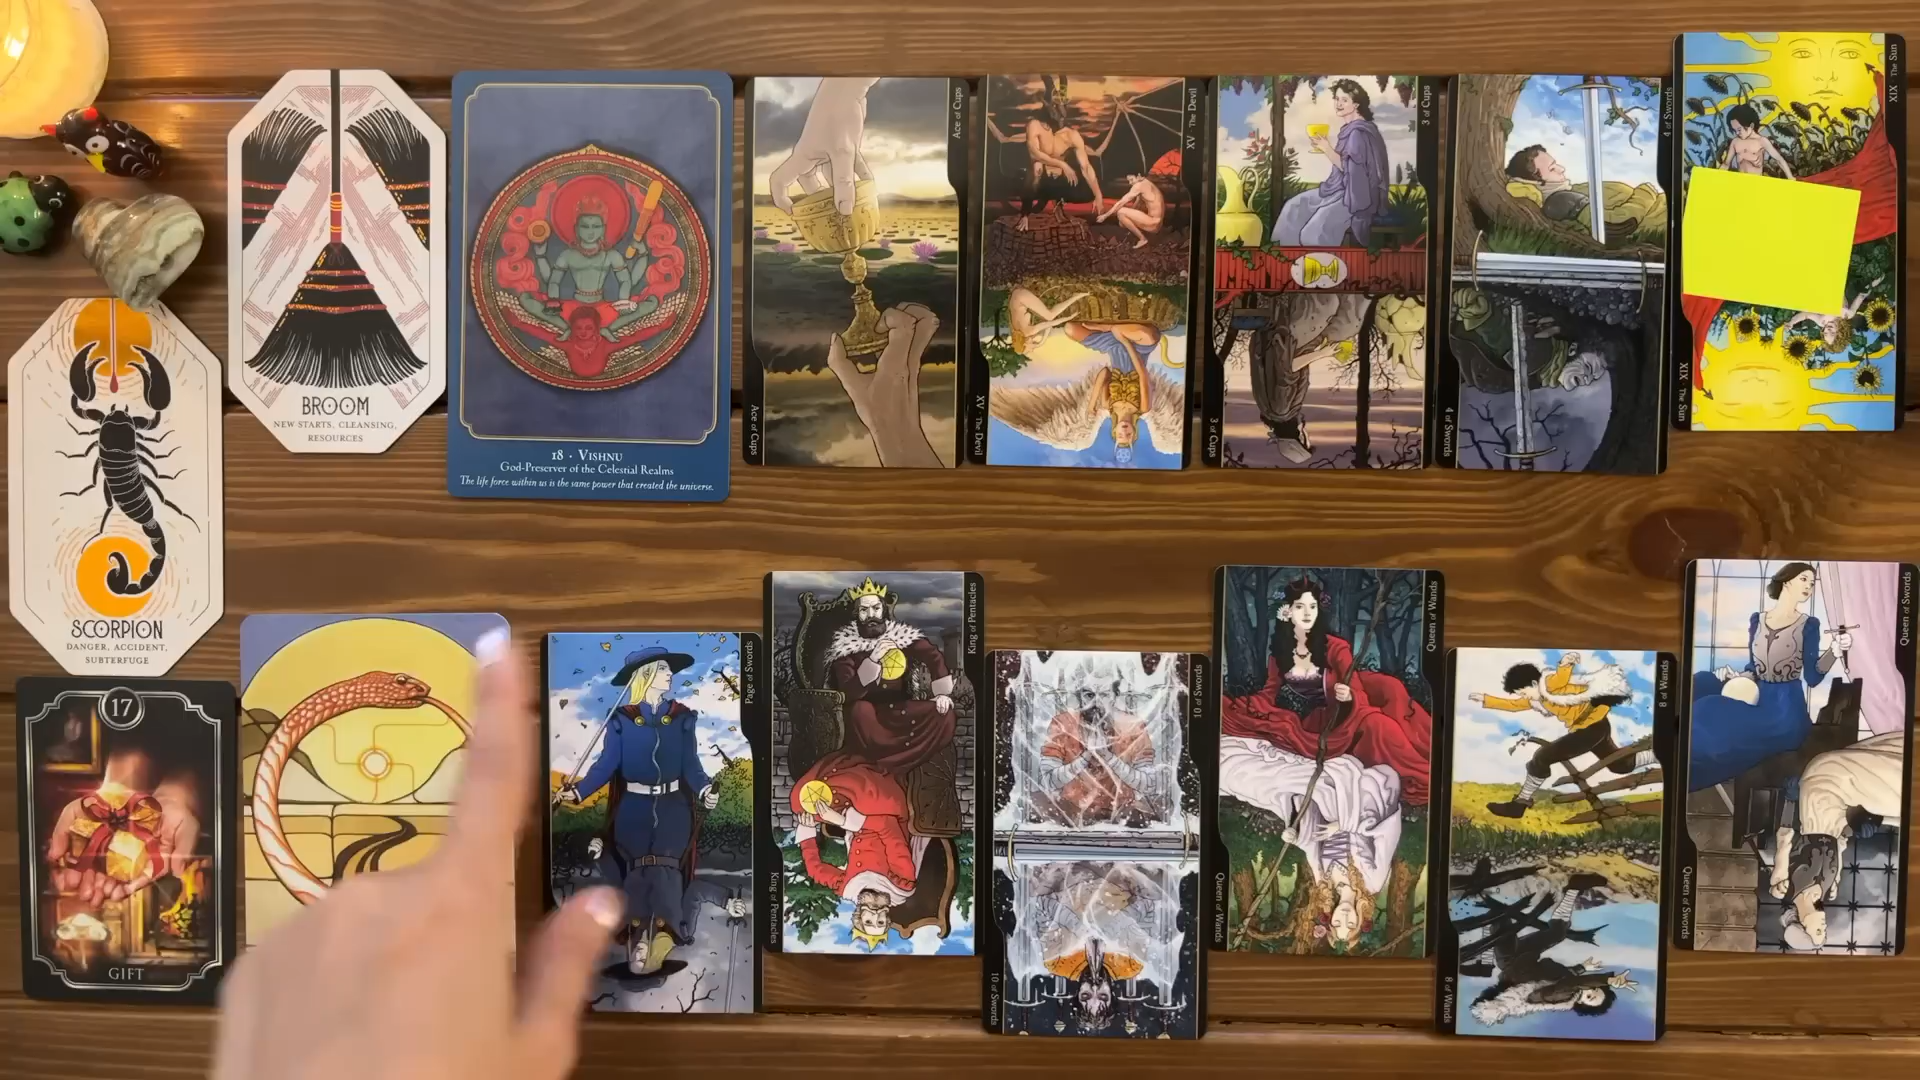 BROOM
NEW STARTS, CLEANSING,
RESOURCES
18 · VISHNU
God-Preserver of the Celestial Realms
The life force within us is the same power that created the universe.
Ace of Cups
Ace of Cups
XV · The Devil
XV · The Devil
3 of Cups
3 of Cups
4 of Swords
4 of Swords
XIX · The Sun
XIX · The Sun
SCORPION
DANGER, ACCIDENT,
SUBTERFUGE
17
GIFT
Page of Swords
King of Pentacles
King of Pentacles
10 of Swords
10 of Swords
Queen of Wands
Queen of Wands
8 of Wands
8 of Wands
Queen of Swords
Queen of Swords